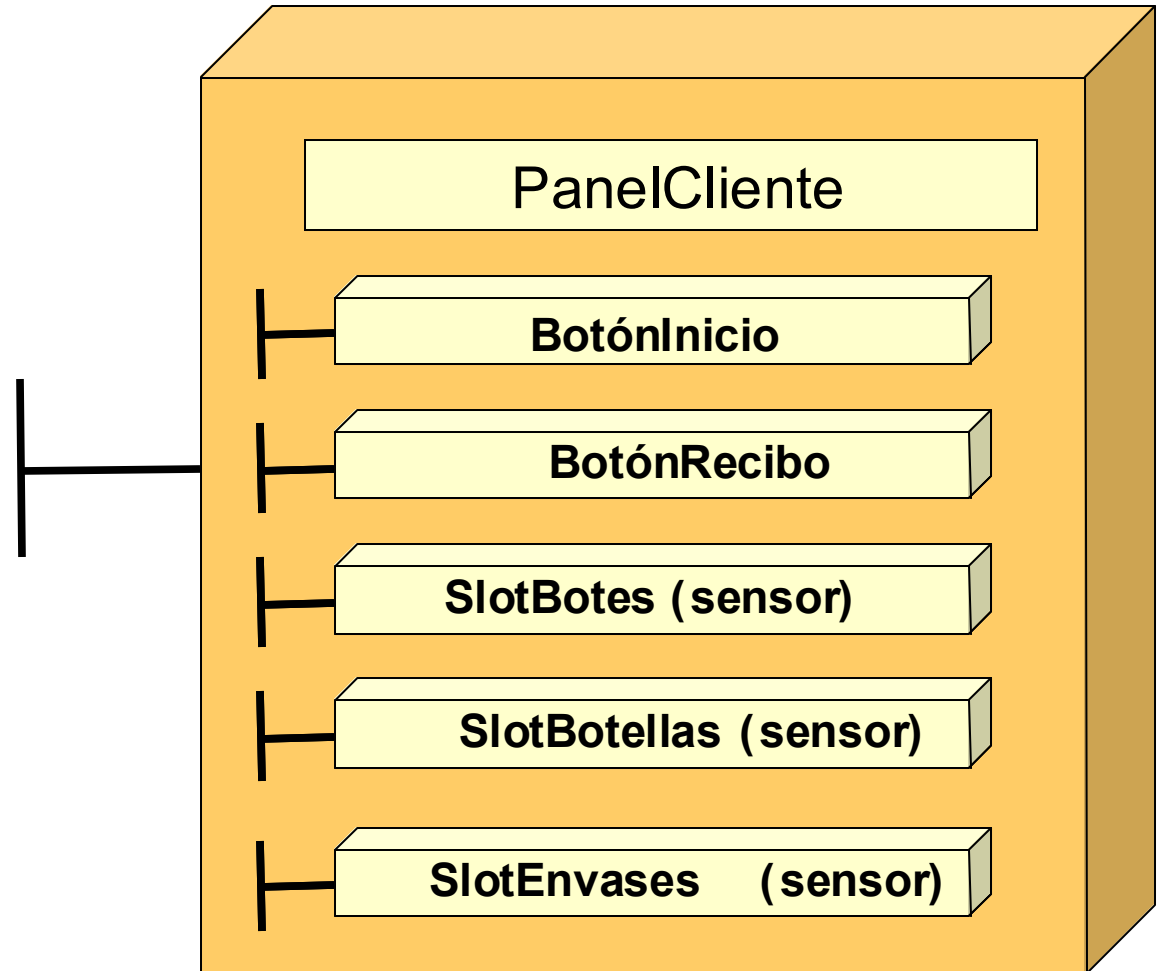 PanelCliente
BotónInicio
BotónRecibo
SlotBotes (sensor)
SlotBotellas (sensor)
SlotEnvases (sensor)